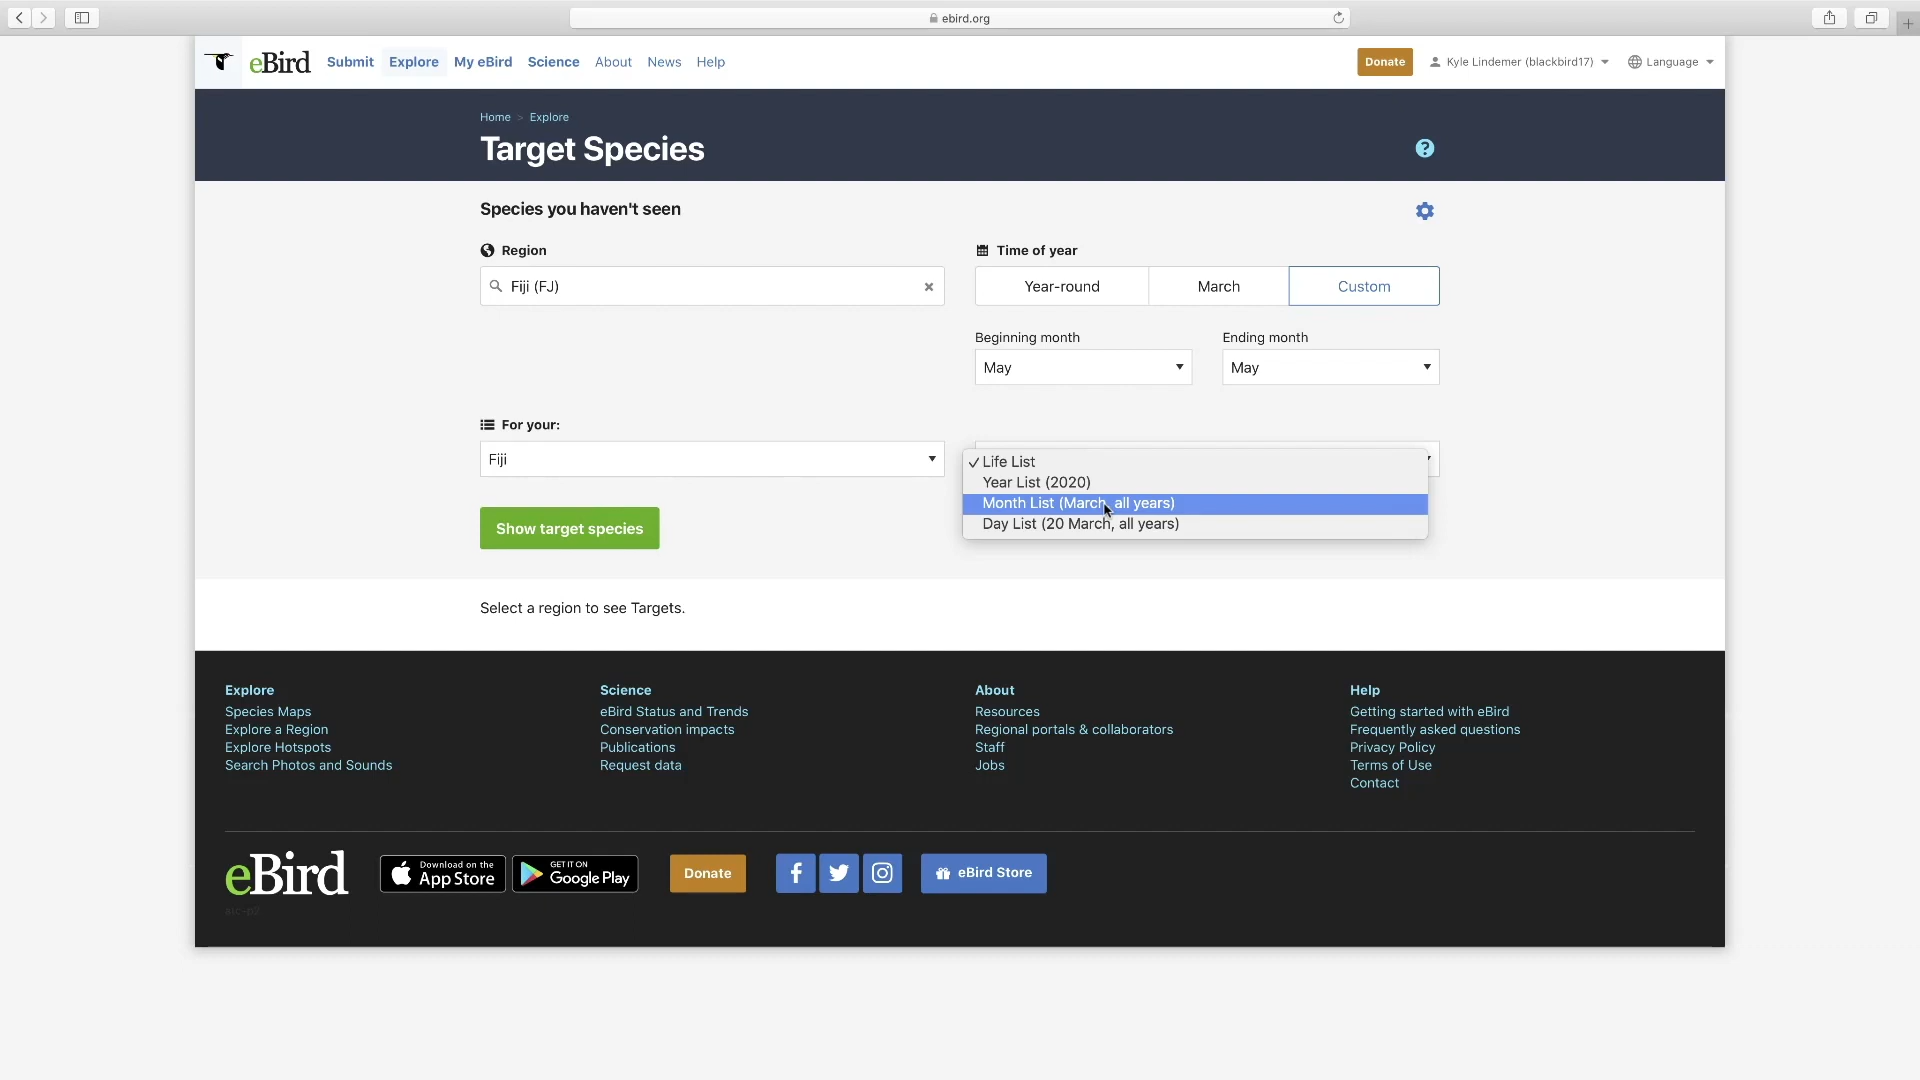 ebird.org
eBird Submit Explore My eBird Science About News Help Donate Kyle Lindemer (blackbird17) Language
Home > Explore
Target Species
Species you haven't seen
Region
Fiji (FJ)
Time of year
Year-round March Custom
Beginning month Ending month
May May
For your:
Fiji
Life List
Year List (2020)
Month List (March, all years)
Day List (20 March, all years)
Show target species
Select a region to see Targets.
Explore
Species Maps
Explore a Region
Explore Hotspots
Search Photos and Sounds
Science
eBird Status and Trends
Conservation impacts
Publications
Request data
About
Resources
Regional portals & collaborators
Staff
Jobs
Help
Getting started with eBird
Frequently asked questions
Privacy Policy
Terms of Use
Contact
eBird
Download on the
App Store
GET IT ON
Google Play
Donate
eBird Store